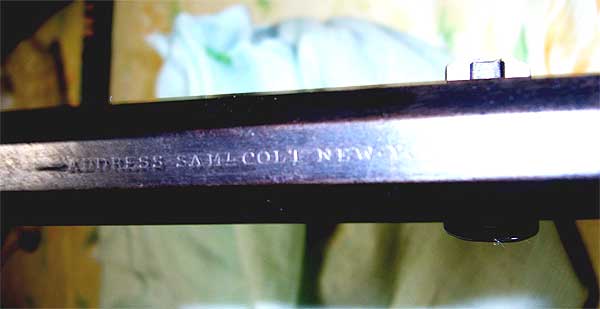 —ADDRESS SAML COLT NEW-